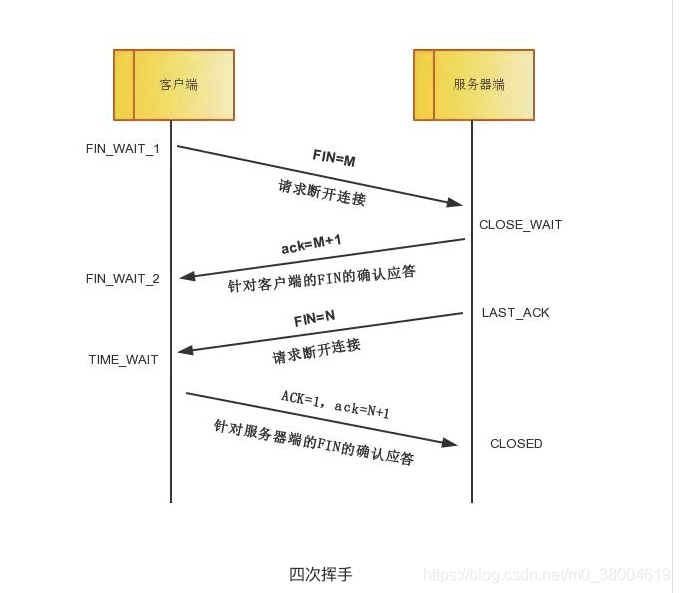 客户端
服务器端
FIN_WAIT_1
FIN=M
请求断开连接
CLOSE_WAIT
ack=M+1
FIN_WAIT_2
针对客户端的FIN的确认应答
FIN=N
LAST_ACK
请求断开连接
TIME_WAIT
ACK=1, ack=N+1
针对服务器端的FIN的确认应答
CLOSED
四次挥手
https://blog.csdn.net/m0_38004619